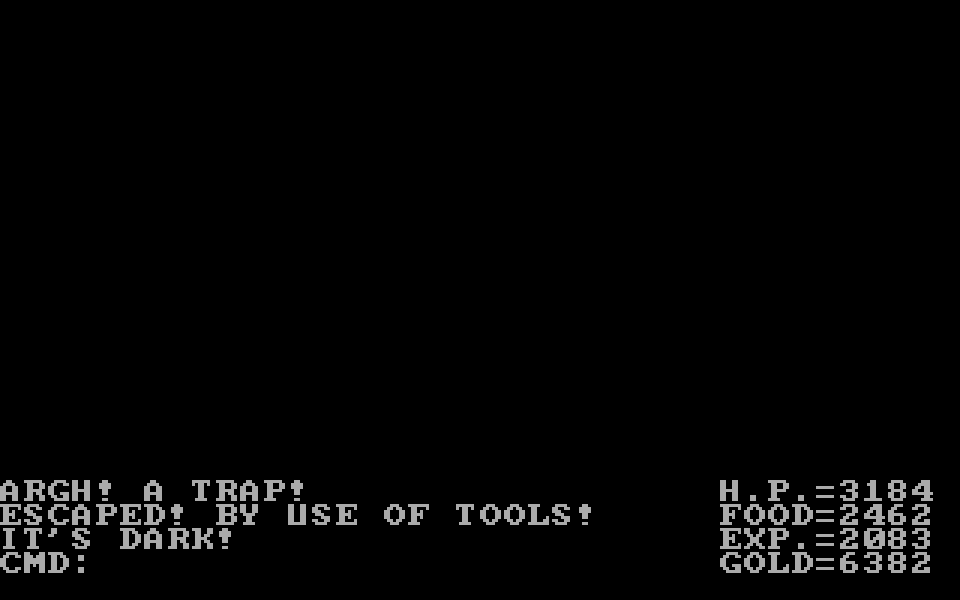 ARGH! A TRAP! H.P.=3184
ESCAPED! BY USE OF TOOLS! FOOD=2462
IT'S DARK! EXP.=2083
CMD: GOLD=6382